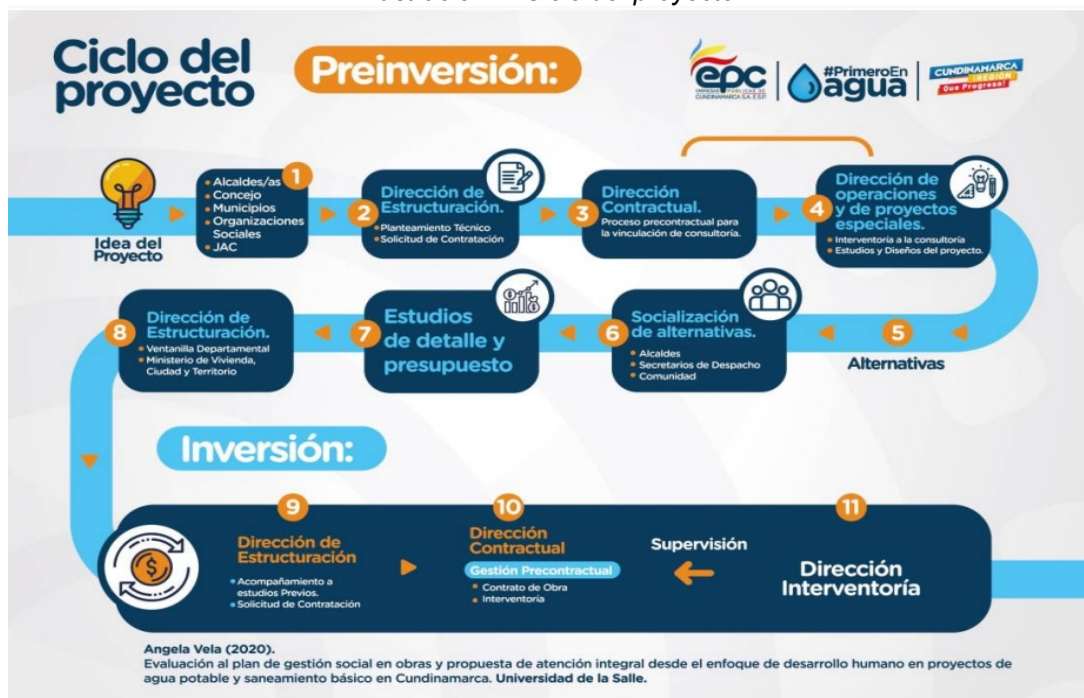 Ciclo del
proyecto
Preinversión:
epc
EMPRESAS PÚBLICAS DE
CUNDINAMARCA S.A. E.S.P.
#PrimeroEn
agua
CUNDINAMARCA
¡REGIÓN
Que Progresa!
Idea del
Proyecto
1
• Alcaldes/as
• Concejo
• Municipios
• Organizaciones
Sociales
• JAC
2
Dirección de
Estructuración.
• Planteamiento Técnico
• Solicitud de Contratación
3
Dirección
Contractual.
Proceso precontractual para
la vinculación de consultoría.
4
Dirección de
operaciones
y de proyectos
especiales.
• Interventoría a la consultoría
• Estudios y Diseños del proyecto.
5
Alternativas
6
Socialización
de alternativas.
• Alcaldes
• Secretarios de Despacho
• Comunidad
7
Estudios
de detalle y
presupuesto
8
Dirección de
Estructuración.
• Ventanilla Departamental
• Ministerio de Vivienda,
Ciudad y Territorio
Inversión:
9
Dirección de
Estructuración
• Acompañamiento a
estudios Previos.
• Solicitud de Contratación
10
Dirección
Contractual
Gestión Precontractual
• Contrato de Obra
• Interventoría
Supervisión
11
Dirección
Interventoría
Angela Vela (2020).
Evaluación al plan de gestión social en obras y propuesta de atención integral desde el enfoque de desarrollo humano en proyectos de
agua potable y saneamiento básico en Cundinamarca. Universidad de la Salle.